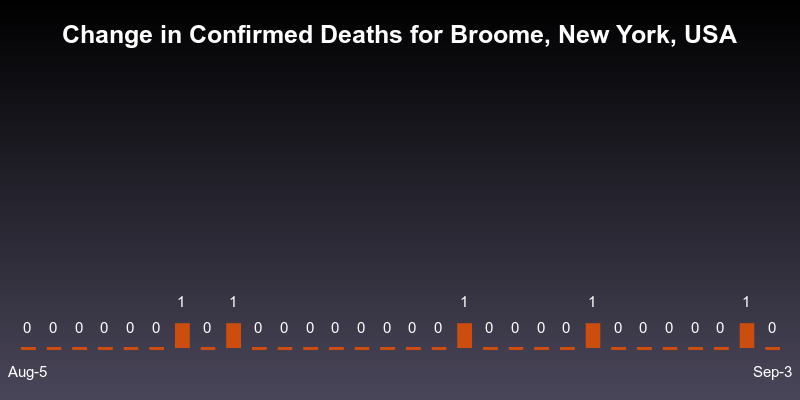 Change in Confirmed Deaths for Broome, New York, USA
1 1 1 1 1
0 0 0 0 0 0 0 0 0 0 0 0 0 0 0 0 0 0 0 0 0 0 0 0 0
Aug-5 Sep-3